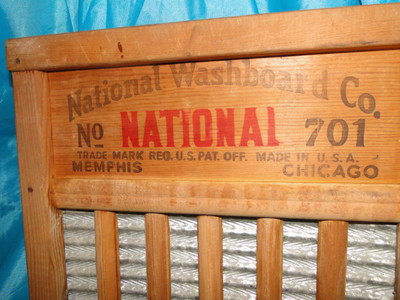 National Washboard Co.
No NATIONAL 701
TRADE MARK REG. U.S. PAT. OFF. MADE IN U.S.A.
MEMPHIS CHICAGO